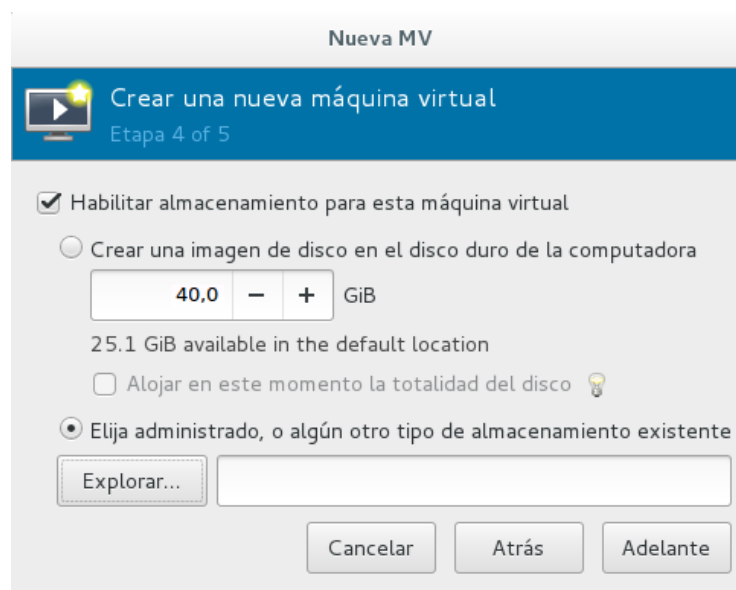 Nueva MV
Crear una nueva máquina virtual
Etapa 4 of 5
Habilitar almacenamiento para esta máquina virtual
Crear una imagen de disco en el disco duro de la computadora
40,0 − + GiB
25.1 GiB available in the default location
Alojar en este momento la totalidad del disco
Elija administrado, o algún otro tipo de almacenamiento existente
Explorar...
Cancelar Atrás Adelante